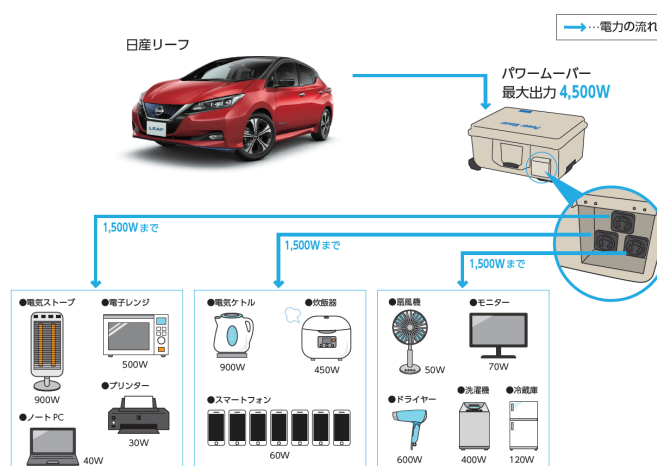 →…電力の流れ
日産リーフ
パワームーバー
最大出力 4,500W
LEAF
Power Mover
1,500Wまで
1,500Wまで
1,500Wまで
●電気ストーブ
900W
●電子レンジ
500W
●プリンター
30W
●ノートPC
40W
●電気ケトル
900W
●炊飯器
450W
●スマートフォン
60W
●扇風機
50W
●モニター
70W
●ドライヤー
600W
●洗濯機
400W
●冷蔵庫
120W